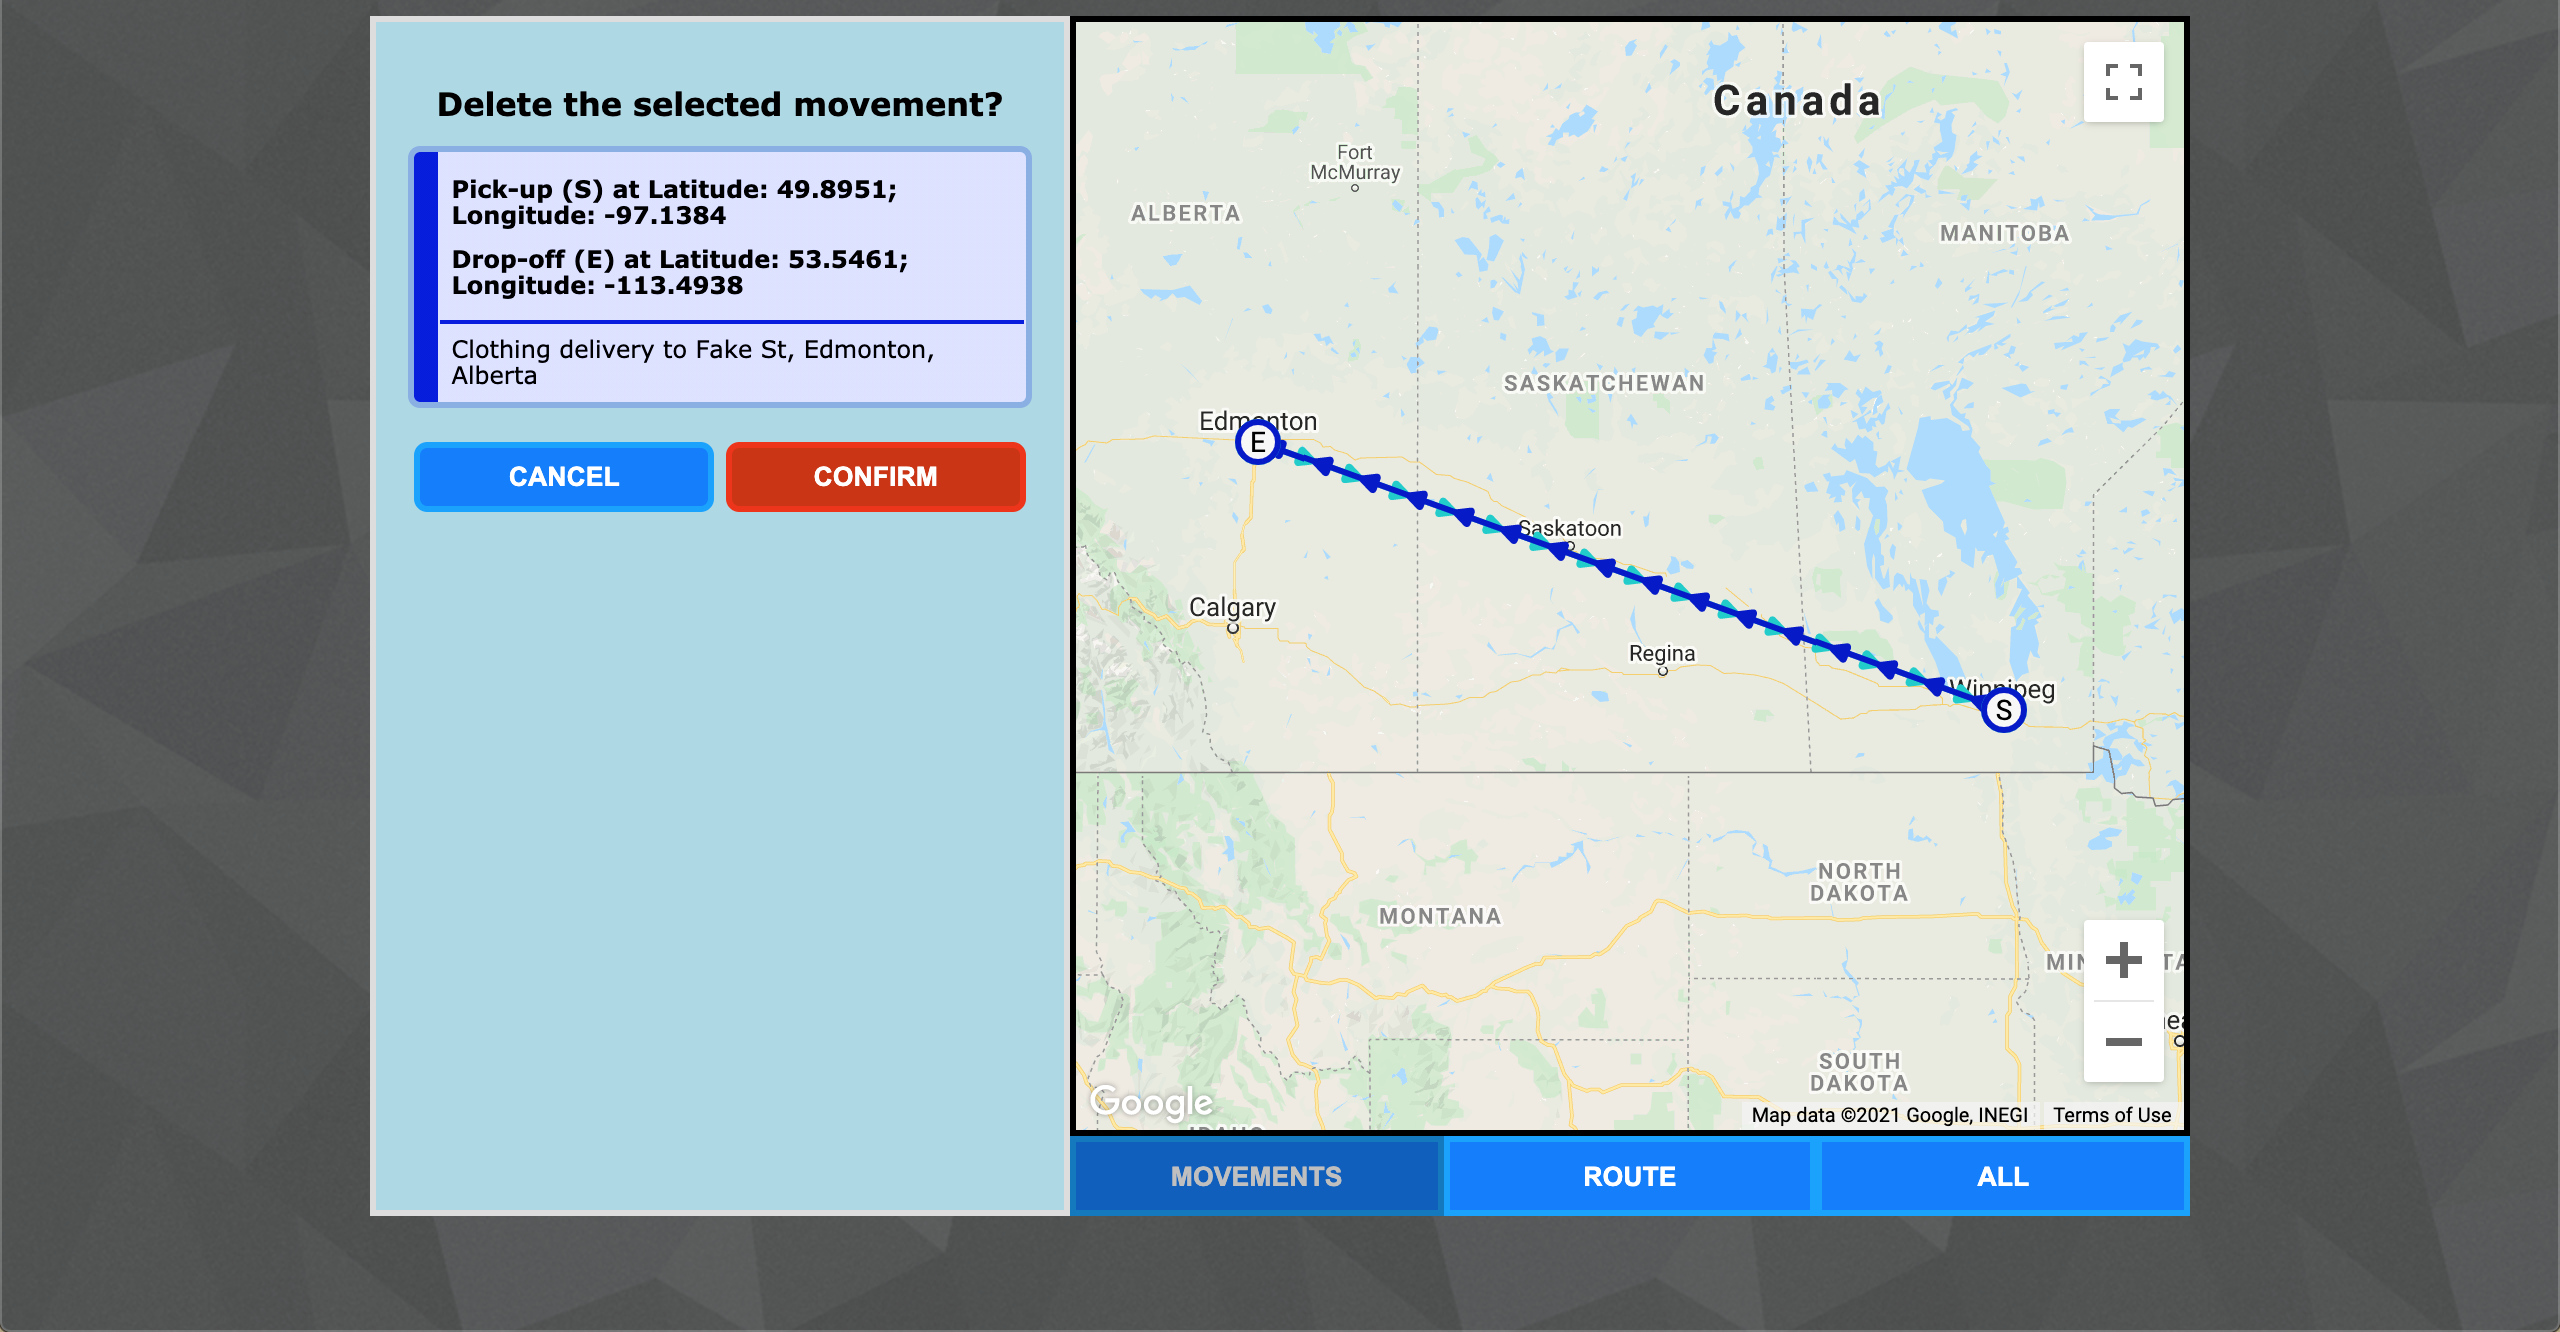 Delete the selected movement?
Pick-up (S) at Latitude: 49.8951;
Longitude: -97.1384
Drop-off (E) at Latitude: 53.5461;
Longitude: -113.4938
Clothing delivery to Fake St, Edmonton,
Alberta
CANCEL
CONFIRM
Canada
Fort
McMurray
ALBERTA
MANITOBA
SASKATCHEWAN
Edmonton
E
Saskatoon
Calgary
Regina
Winnipeg
S
NORTH
DAKOTA
MONTANA
SOUTH
DAKOTA
Google
Map data ©2021 Google, INEGI
Terms of Use
MOVEMENTS
ROUTE
ALL